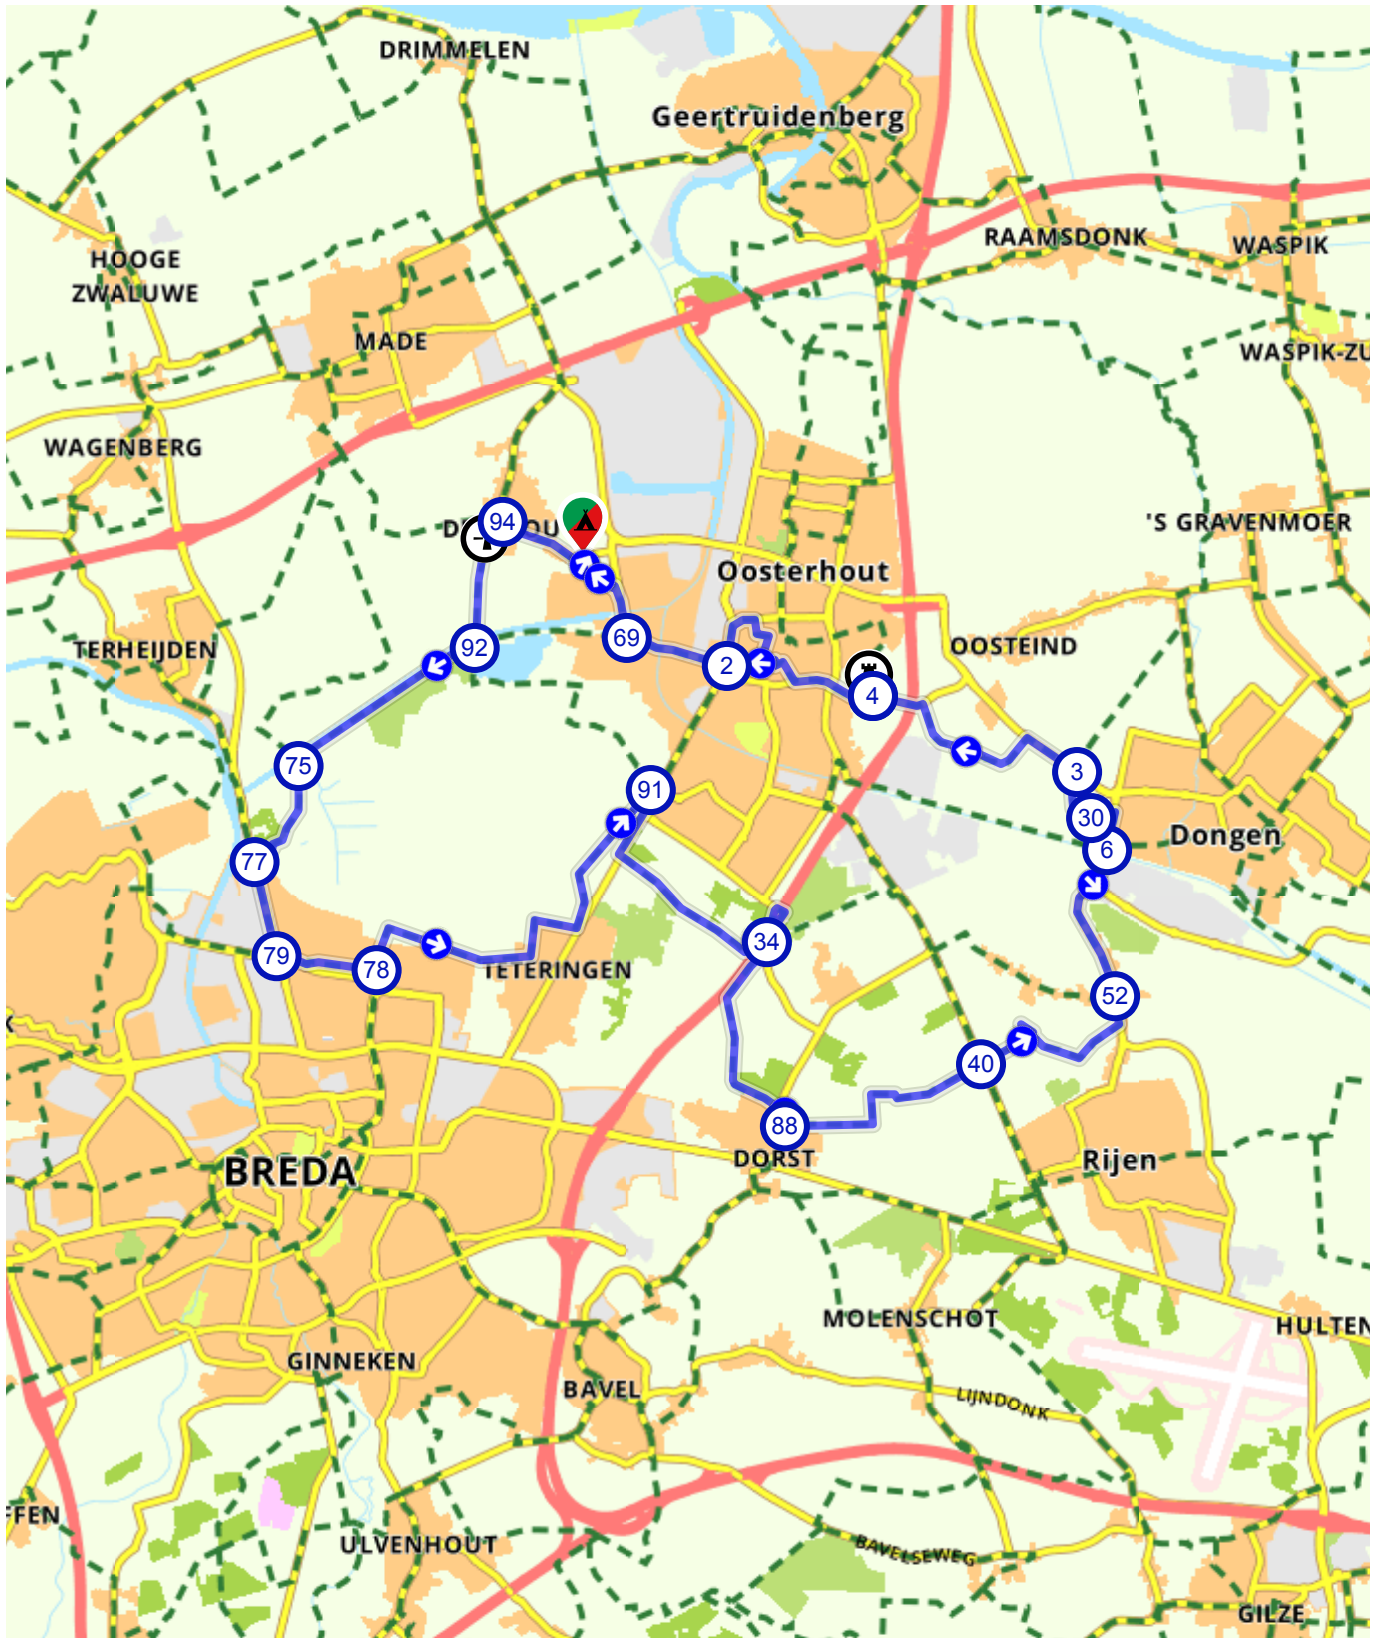 DRIMMELEN
Geertruidenberg
RAAMSDONK
WASPIK
HOOGE
ZWALUWE
MADE
WASPIK-ZU
WAGENBERG
94
'S GRAVENMOER
Oosterhout
TERHEIJDEN
92
69
2
4
OOSTEIND
75
3
91
30
6
Dongen
77
34
79
78
TETERINGEN
52
40
88
DORST
Rijen
BREDA
MOLENSCHOT
HULTEN
GINNEKEN
BAVEL
LIJNDONK
FFEN
ULVENHOUT
BAVELSEWEG
GILZE